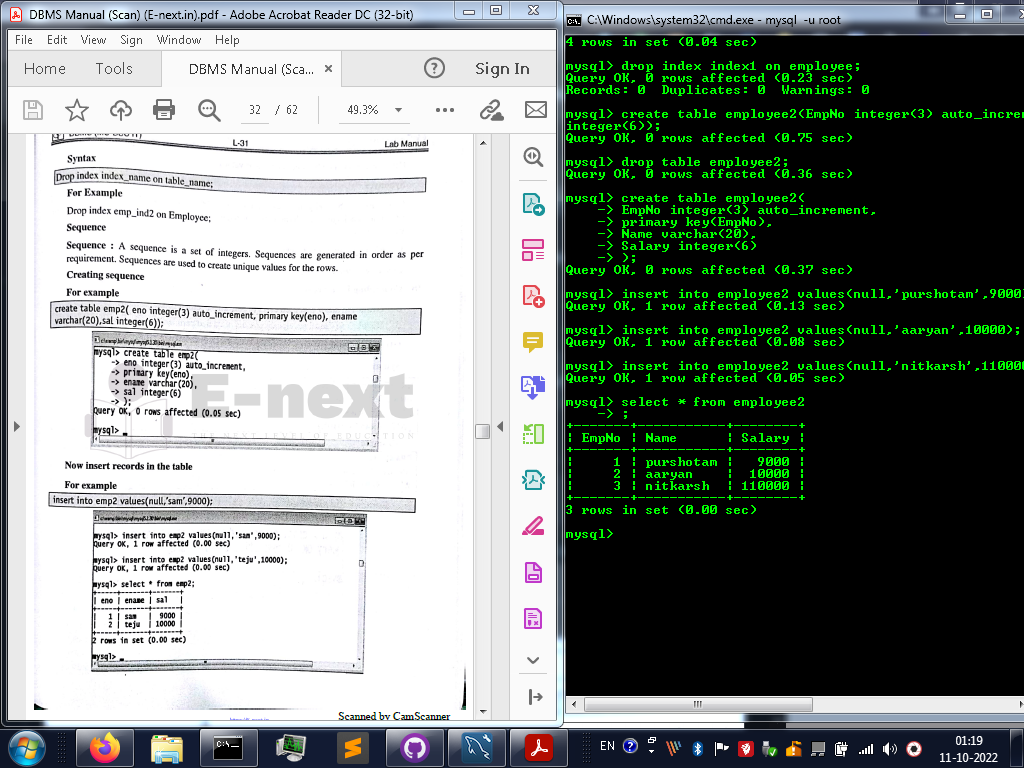 DBMS Manual (Scan) (E-next.in).pdf - Adobe Acrobat Reader DC (32-bit)
File Edit View Sign Window Help
Home Tools DBMS Manual (Sca... × ? Sign In
32 / 62 49.3%
L-31 Lab Manual
Syntax
Drop index index_name on table_name;
For Example
Drop index emp_ind2 on Employee;
Sequence
Sequence : A sequence is a set of integers. Sequences are generated in order as per
requirement. Sequences are used to create unique values for the rows.
Creating sequence
For example
create table emp2( eno integer(3) auto_increment, primary key(eno), ename
varchar(20),sal integer(6));
mysql> create table emp2(
-> eno integer(3) auto_increment,
-> primary key(eno),
-> ename varchar(20),
-> sal integer(6)
-> );
Query OK, 0 rows affected (0.05 sec)
mysql> _
E-next
THE NEXT LEVEL OF EDUCATION
Now insert records in the table
For example
insert into emp2 values(null,'sam',9000);
mysql> insert into emp2 values(null,'sam',9000);
Query OK, 1 row affected (0.00 sec)
mysql> insert into emp2 values(null,'teju',10000);
Query OK, 1 row affected (0.00 sec)
mysql> select * from emp2;
| eno | ename | sal |
| 1 | sam | 9000 |
| 2 | teju | 10000 |
2 rows in set (0.00 sec)
mysql> _
Scanned by CamScanner
C:\Windows\system32\cmd.exe - mysql -u root
4 rows in set (0.04 sec)
mysql> drop index index1 on employee;
Query OK, 0 rows affected (0.23 sec)
Records: 0 Duplicates: 0 Warnings: 0
mysql> create table employee2(EmpNo integer(3) auto_incre
integer(6));
Query OK, 0 rows affected (0.75 sec)
mysql> drop table employee2;
Query OK, 0 rows affected (0.36 sec)
mysql> create table employee2(
-> EmpNo integer(3) auto_increment,
-> primary key(EmpNo),
-> Name varchar(20),
-> Salary integer(6)
-> );
Query OK, 0 rows affected (0.37 sec)
mysql> insert into employee2 values(null,'purshotam',9000
Query OK, 1 row affected (0.13 sec)
mysql> insert into employee2 values(null,'aaryan',10000);
Query OK, 1 row affected (0.08 sec)
mysql> insert into employee2 values(null,'nitkarsh',11000
Query OK, 1 row affected (0.05 sec)
mysql> select * from employee2
-> ;
| EmpNo | Name | Salary |
| 1 | purshotam | 9000 |
| 2 | aaryan | 10000 |
| 3 | nitkarsh | 110000 |
3 rows in set (0.00 sec)
mysql>
EN 01:19
11-10-2022